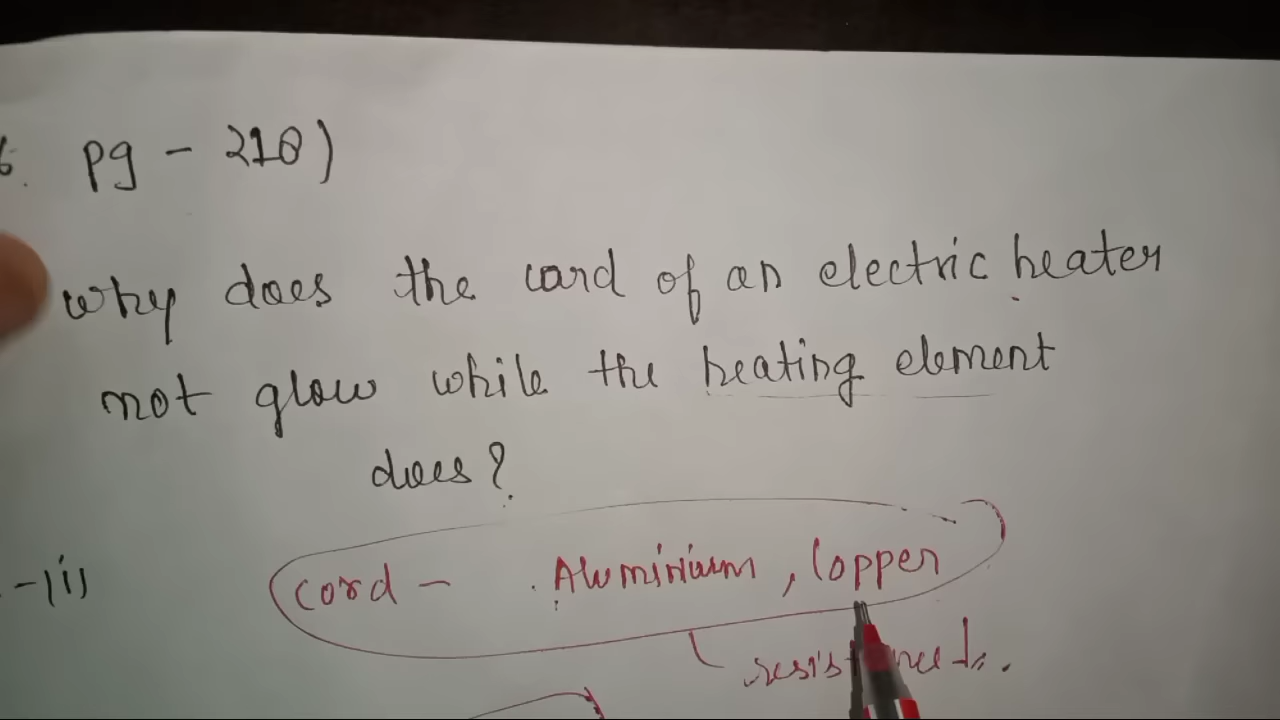 pg - 218)
Why does the cord of an electric heater
not glow while the heating element
does?
-(i)
Cord - Aluminium, Copper